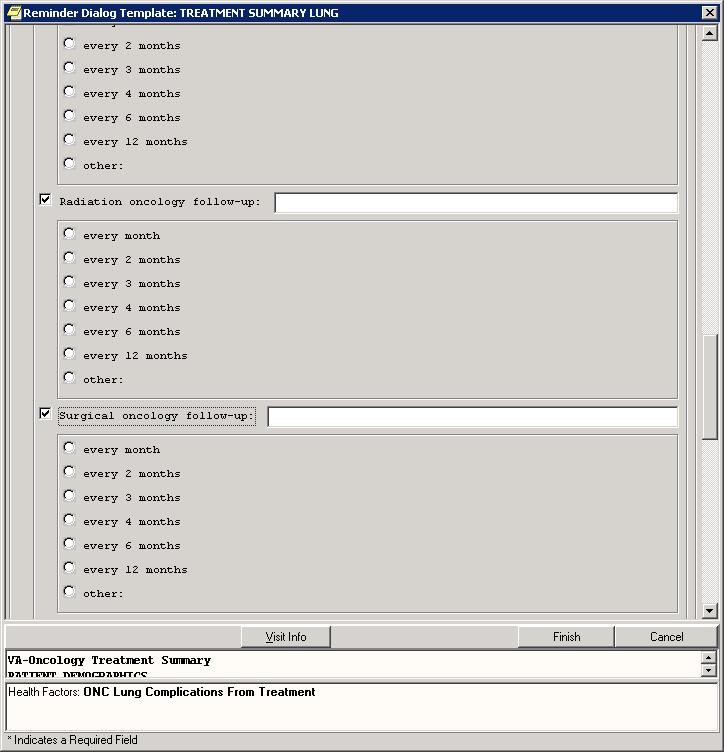 Reminder Dialog Template: TREATMENT SUMMARY LUNG
every 2 months
every 3 months
every 4 months
every 6 months
every 12 months
other:
Radiation oncology follow-up:
every month
every 2 months
every 3 months
every 4 months
every 6 months
every 12 months
other:
Surgical oncology follow-up:
every month
every 2 months
every 3 months
every 4 months
every 6 months
every 12 months
other:
Visit Info Finish Cancel
VA-Oncology Treatment Summary
PATIENT DEMOGRAPHICS
Health Factors: ONC Lung Complications From Treatment
* Indicates a Required Field